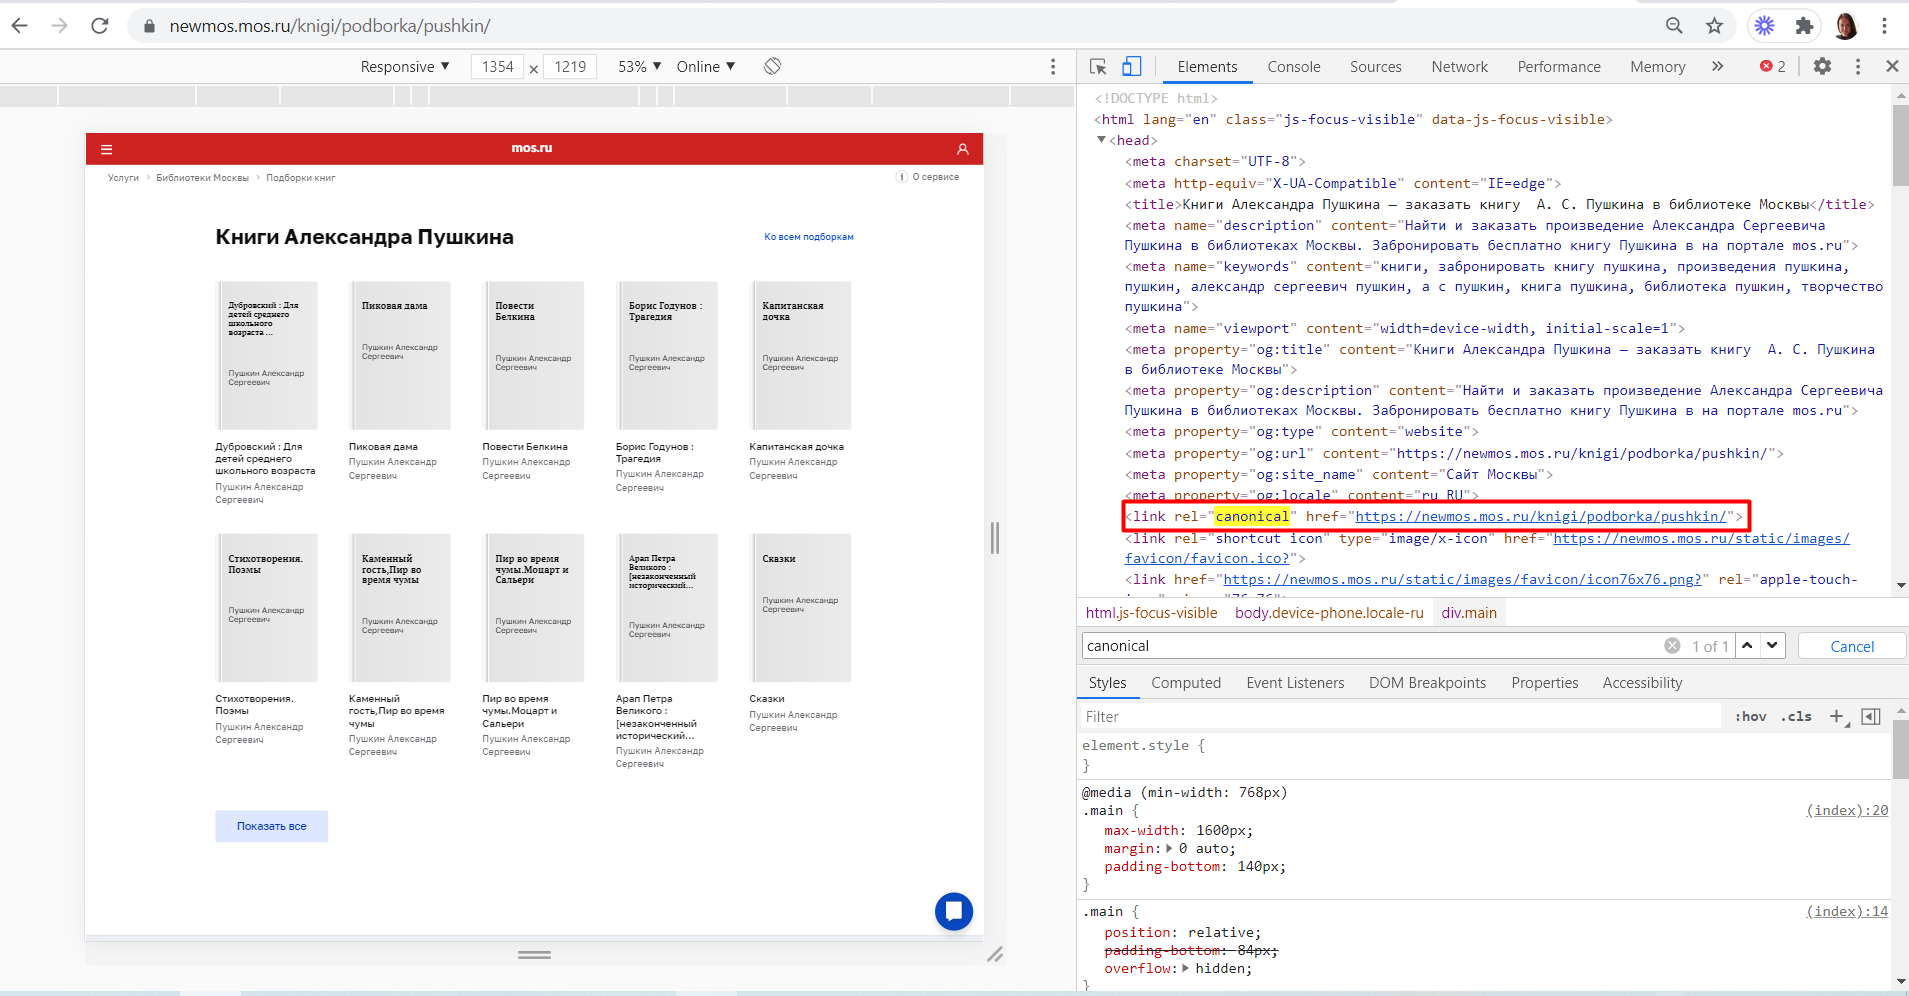 newmos.mos.ru/knigi/podborka/pushkin/
Responsive ▼ 1354 × 1219 53% ▼ Online ▼
mos.ru
Услуги › Библиотеки Москвы › Подборки книг
О сервисе
Книги Александра Пушкина
Ко всем подборкам
Дубровский : Для
детей среднего
школьного
возраста ...
Пушкин Александр
Сергеевич
Пиковая дама
Пушкин Александр
Сергеевич
Повести
Белкина
Пушкин Александр
Сергеевич
Борис Годунов :
Трагедия
Пушкин Александр
Сергеевич
Капитанская
дочка
Пушкин Александр
Сергеевич
Дубровский : Для
детей среднего
школьного возраста
Пушкин Александр
Сергеевич
Пиковая дама
Пушкин Александр
Сергеевич
Повести Белкина
Пушкин Александр
Сергеевич
Борис Годунов :
Трагедия
Пушкин Александр
Сергеевич
Капитанская дочка
Пушкин Александр
Сергеевич
Стихотворения.
Поэмы
Пушкин Александр
Сергеевич
Каменный
гость,Пир во
время чумы
Пушкин Александр
Сергеевич
Пир во время
чумы.Моцарт и
Сальери
Пушкин Александр
Сергеевич
Арап Петра
Великого :
[незаконченный
исторический...
Пушкин Александр
Сергеевич
Сказки
Пушкин Александр
Сергеевич
Стихотворения.
Поэмы
Пушкин Александр
Сергеевич
Каменный
гость,Пир во время
чумы
Пушкин Александр
Сергеевич
Пир во время
чумы.Моцарт и
Сальери
Пушкин Александр
Сергеевич
Арап Петра
Великого :
[незаконченный
исторический...
Пушкин Александр
Сергеевич
Сказки
Пушкин Александр
Сергеевич
Показать все
Elements Console Sources Network Performance Memory » 2
<!DOCTYPE html>
<html lang="en" class="js-focus-visible" data-js-focus-visible>
▼<head>
<meta charset="UTF-8">
<meta http-equiv="X-UA-Compatible" content="IE=edge">
<title>Книги Александра Пушкина — заказать книгу  А. С. Пушкина в библиотеке Москвы</title>
<meta name="description" content="Найти и заказать произведение Александра Сергеевича
Пушкина в библиотеках Москвы. Забронировать бесплатно книгу Пушкина в на портале mos.ru">
<meta name="keywords" content="книги, забронировать книгу пушкина, произведения пушкина,
пушкин, александр сергеевич пушкин, а с пушкин, книга пушкина, библиотека пушкин, творчество
пушкина">
<meta name="viewport" content="width=device-width, initial-scale=1">
<meta property="og:title" content="Книги Александра Пушкина — заказать книгу  А. С. Пушкина
в библиотеке Москвы">
<meta property="og:description" content="Найти и заказать произведение Александра Сергеевича
Пушкина в библиотеках Москвы. Забронировать бесплатно книгу Пушкина в на портале mos.ru">
<meta property="og:type" content="website">
<meta property="og:url" content="https://newmos.mos.ru/knigi/podborka/pushkin/">
<meta property="og:site_name" content="Сайт Москвы">
<meta property="og:locale" content="ru_RU">
<link rel="canonical" href="https://newmos.mos.ru/knigi/podborka/pushkin/">
<link rel="shortcut icon" type="image/x-icon" href="https://newmos.mos.ru/static/images/
favicon/favicon.ico?">
<link href="https://newmos.mos.ru/static/images/favicon/icon76x76.png?" rel="apple-touch-
html.js-focus-visible body.device-phone.locale-ru div.main
canonical 1 of 1 Cancel
Styles Computed Event Listeners DOM Breakpoints Properties Accessibility
Filter :hov .cls +
element.style {
}
@media (min-width: 768px)
.main { (index):20
max-width: 1600px;
margin:▶ 0 auto;
padding-bottom: 140px;
}
.main { (index):14
position: relative;
padding-bottom: 84px;
overflow:▶ hidden;
}